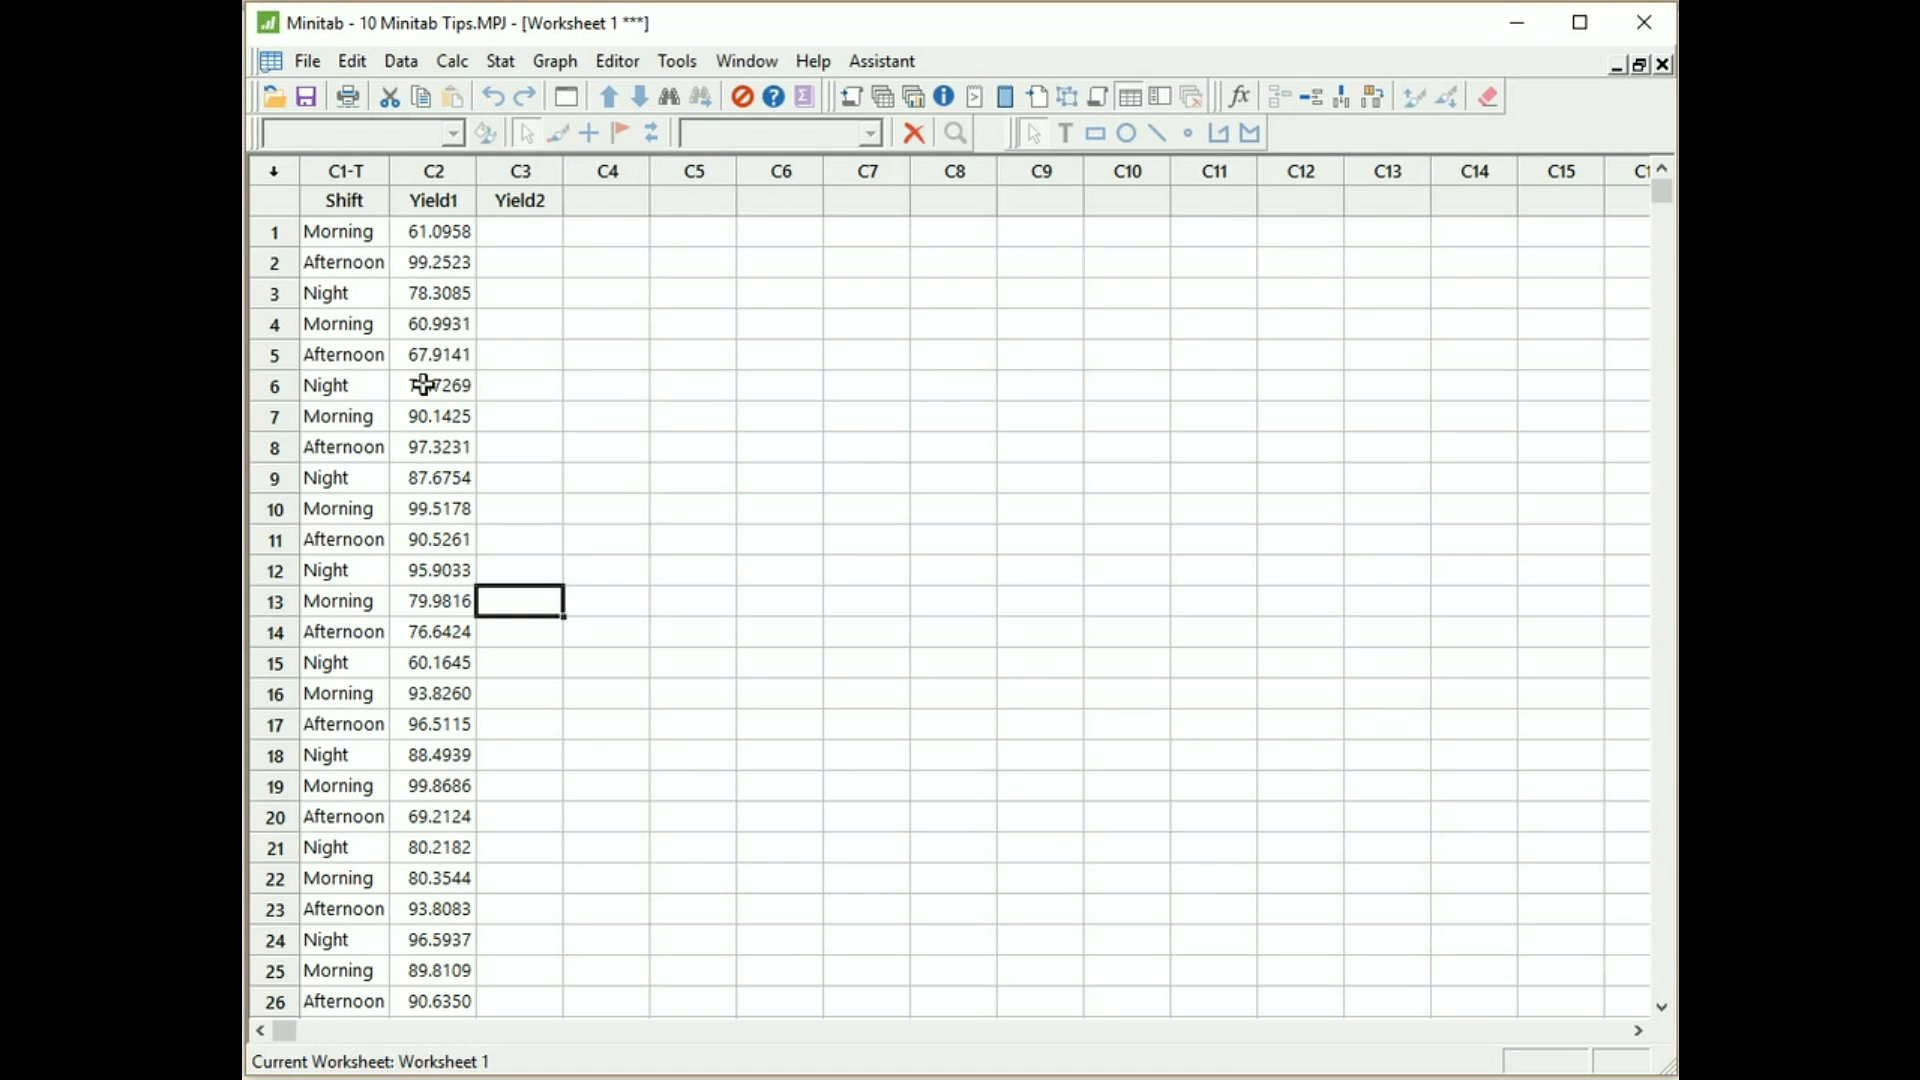 Minitab - 10 Minitab Tips.MPJ - [Worksheet 1 ***]
File Edit Data Calc Stat Graph Editor Tools Window Help Assistant
C1-T C2 C3 C4 C5 C6 C7 C8 C9 C10 C11 C12 C13 C14 C15
Shift Yield1 Yield2
1 Morning 61.0958
2 Afternoon 99.2523
3 Night 78.3085
4 Morning 60.9931
5 Afternoon 67.9141
6 Night
7 Morning 90.1425
8 Afternoon 97.3231
9 Night 87.6754
10 Morning 99.5178
11 Afternoon 90.5261
12 Night 95.9033
13 Morning 79.9816
14 Afternoon 76.6424
15 Night 60.1645
16 Morning 93.8260
17 Afternoon 96.5115
18 Night 88.4939
19 Morning 99.8686
20 Afternoon 69.2124
21 Night 80.2182
22 Morning 80.3544
23 Afternoon 93.8083
24 Night 96.5937
25 Morning 89.8109
26 Afternoon 90.6350
Current Worksheet: Worksheet 1